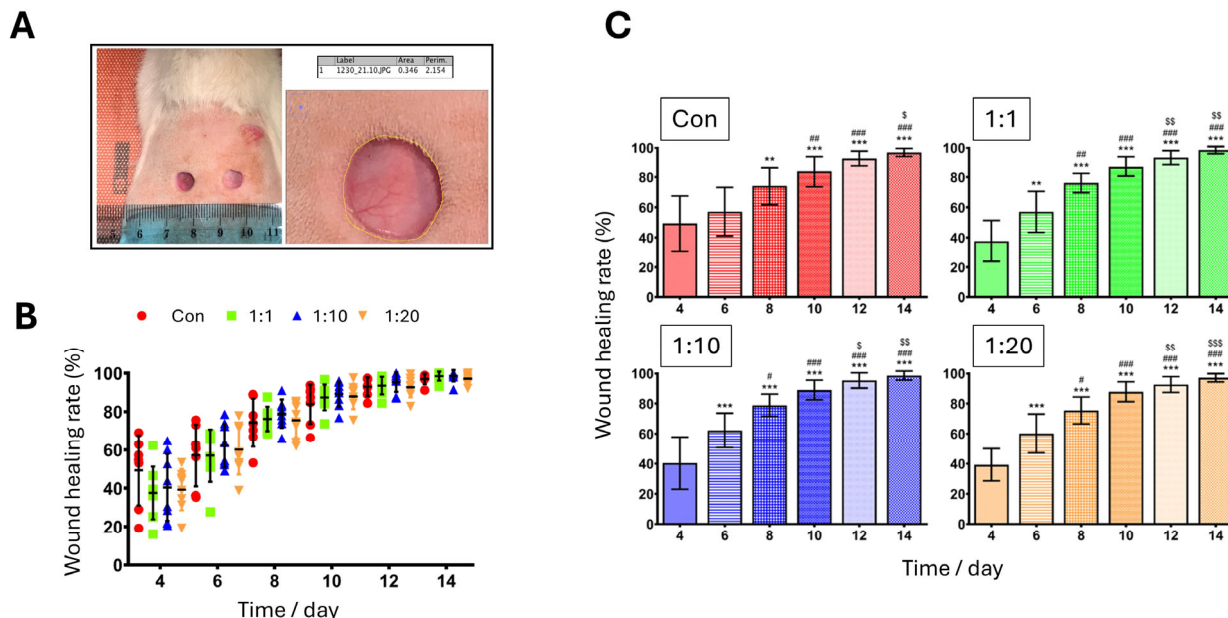 A
Label Area Perim.
1 1230_21.10.JPG 0.346 2.154
5 6 7 8 9 10 11
B
Con 1:1 1:10 1:20
Wound healing rate (%)
100
80
60
40
20
0
4 6 8 10 12 14
Time / day
C
Wound healing rate (%)
Con
$
## ### ###
** *** *** ***
100
80
60
40
20
0
4 6 8 10 12 14
1:1
$$ $$
## ### ### ###
** *** *** *** ***
100
80
60
40
20
0
4 6 8 10 12 14
1:10
$ $$
# ### ### ###
*** *** *** *** ***
100
80
60
40
20
0
4 6 8 10 12 14
1:20
$$ $$$
# ### ### ###
*** *** *** *** ***
100
80
60
40
20
0
4 6 8 10 12 14
Time / day